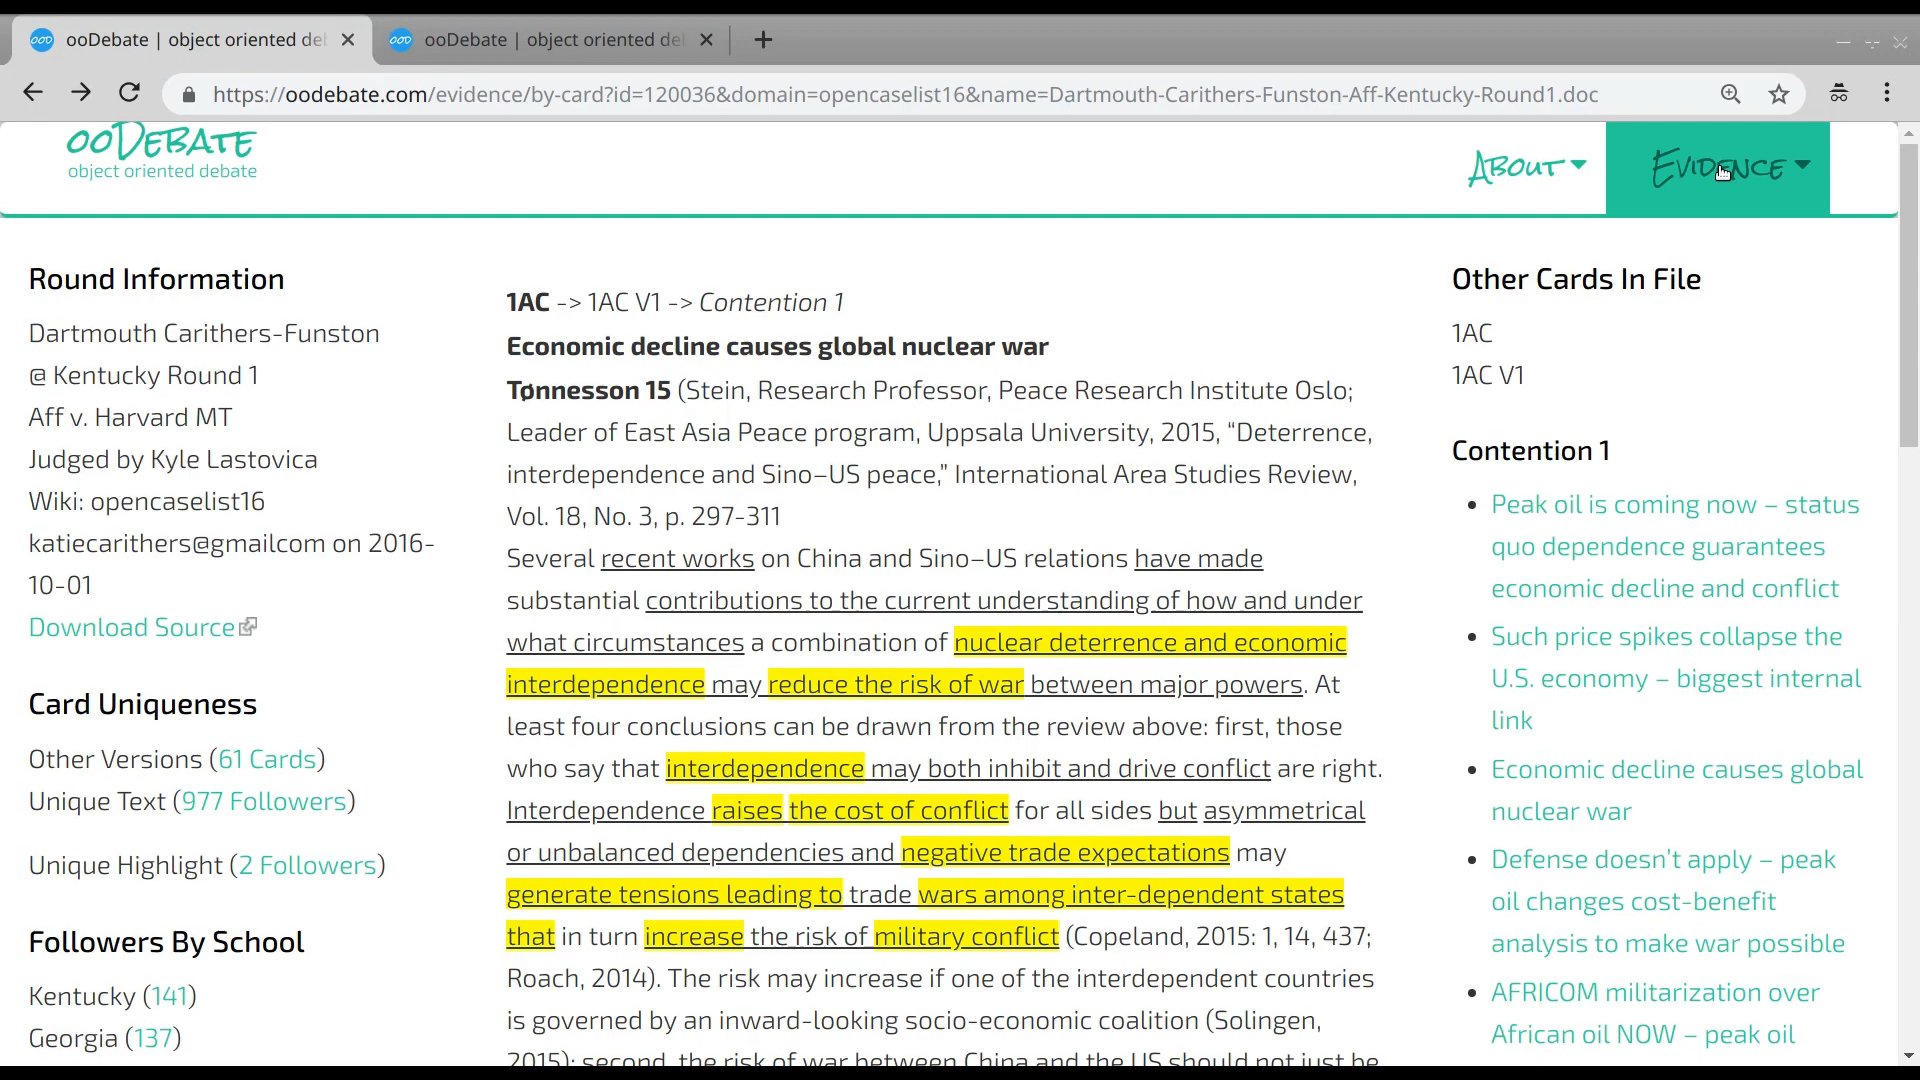 ooDebate | object oriented de
ooDebate | object oriented de
https://oodebate.com/evidence/by-card?id=120036&domain=opencaselist16&name=Dartmouth-Carithers-Funston-Aff-Kentucky-Round1.doc
ooDebate
object oriented debate
About
Evidence
Round Information
Dartmouth Carithers-Funston
@ Kentucky Round 1
Aff v. Harvard MT
Judged by Kyle Lastovica
Wiki: opencaselist16
katiecarithers@gmailcom on 2016-
10-01
Download Source
Card Uniqueness
Other Versions (61 Cards)
Unique Text (977 Followers)
Unique Highlight (2 Followers)
Followers By School
Kentucky (141)
Georgia (137)
1AC -> 1AC V1 -> Contention 1
Economic decline causes global nuclear war
Tønnesson 15 (Stein, Research Professor, Peace Research Institute Oslo;
Leader of East Asia Peace program, Uppsala University, 2015, “Deterrence,
interdependence and Sino–US peace,” International Area Studies Review,
Vol. 18, No. 3, p. 297-311
Several recent works on China and Sino–US relations have made
substantial contributions to the current understanding of how and under
what circumstances a combination of nuclear deterrence and economic
interdependence may reduce the risk of war between major powers. At
least four conclusions can be drawn from the review above: first, those
who say that interdependence may both inhibit and drive conflict are right.
Interdependence raises the cost of conflict for all sides but asymmetrical
or unbalanced dependencies and negative trade expectations may
generate tensions leading to trade wars among inter-dependent states
that in turn increase the risk of military conflict (Copeland, 2015: 1, 14, 437;
Roach, 2014). The risk may increase if one of the interdependent countries
is governed by an inward-looking socio-economic coalition (Solingen,
2015); second, the risk of war between China and the US should not just be
Other Cards In File
1AC
1AC V1
Contention 1
Peak oil is coming now – status
quo dependence guarantees
economic decline and conflict
Such price spikes collapse the
U.S. economy – biggest internal
link
Economic decline causes global
nuclear war
Defense doesn’t apply – peak
oil changes cost-benefit
analysis to make war possible
AFRICOM militarization over
African oil NOW – peak oil